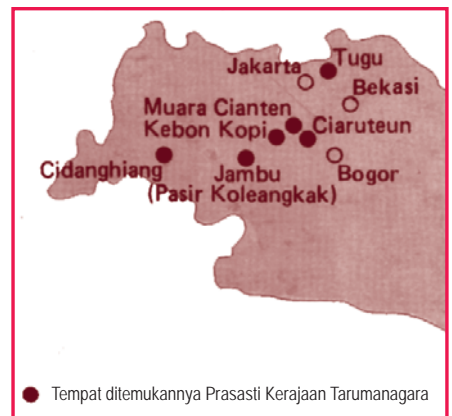 Tugu
Jakarta
Bekasi
Muara Cianten
Kebon Kopi
Ciaruteun
Cidanghiang
Jambu
(Pasir Koleangkak)
Bogor
Tempat ditemukannya Prasasti Kerajaan Tarumanagara